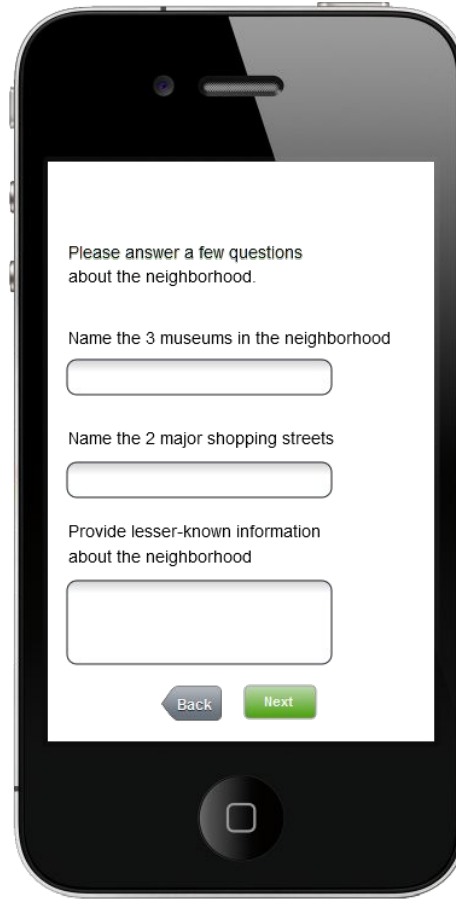 Please answer a few questions
about the neighborhood.
Name the 3 museums in the neighborhood
Name the 2 major shopping streets
Provide lesser-known information
about the neighborhood
Back
Next